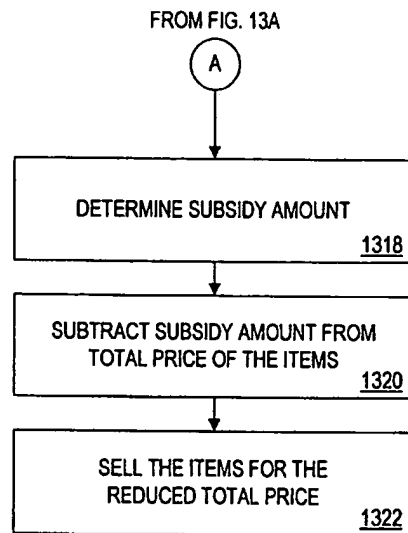 FROM FIG. 13A
A
DETERMINE SUBSIDY AMOUNT
1318
SUBTRACT SUBSIDY AMOUNT FROM
TOTAL PRICE OF THE ITEMS
1320
SELL THE ITEMS FOR THE
REDUCED TOTAL PRICE
1322